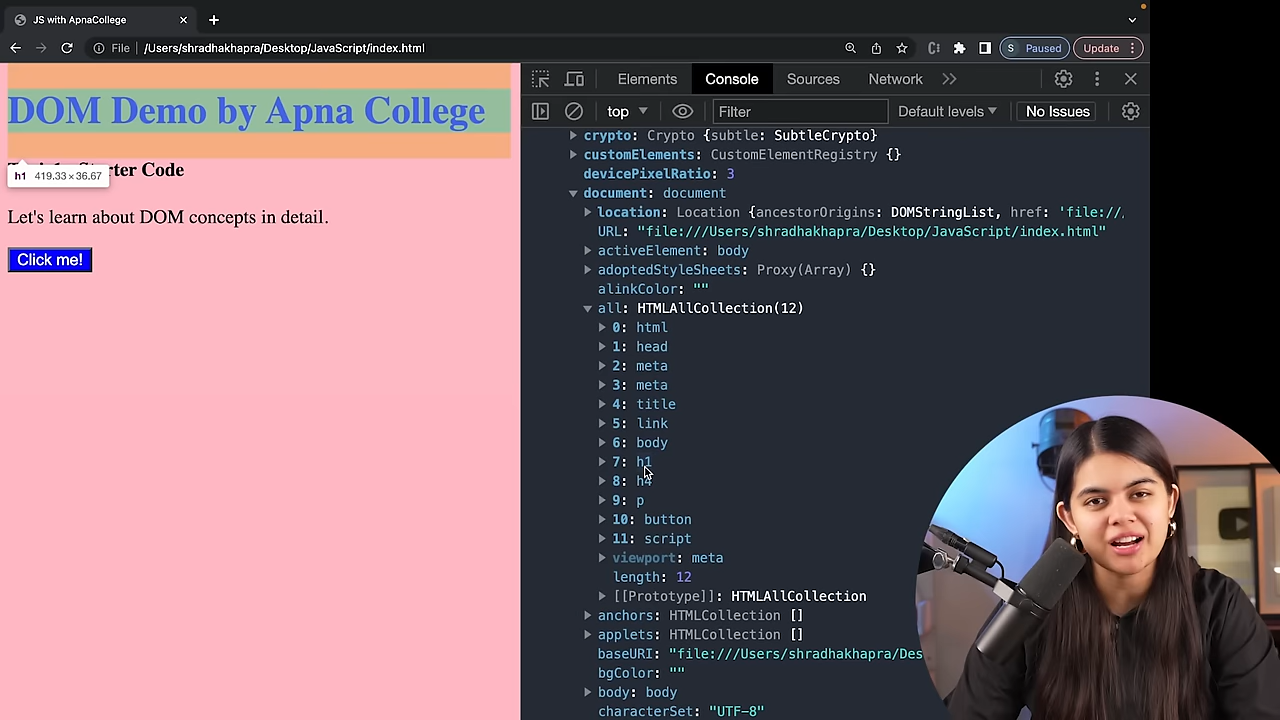 JS with ApnaCollege
File /Users/shradhakhapra/Desktop/JavaScript/index.html
S Paused
Update
DOM Demo by Apna College
h1 419.33 × 36.67
Starter Code
Let's learn about DOM concepts in detail.
Click me!
Elements Console Sources Network
top Filter Default levels No Issues
crypto: Crypto {subtle: SubtleCrypto}
customElements: CustomElementRegistry {}
devicePixelRatio: 3
document: document
location: Location {ancestorOrigins: DOMStringList, href: 'file://,
URL: "file:///Users/shradhakhapra/Desktop/JavaScript/index.html"
activeElement: body
adoptedStyleSheets: Proxy(Array) {}
alinkColor: ""
all: HTMLAllCollection(12)
0: html
1: head
2: meta
3: meta
4: title
5: link
6: body
7: h1
8: h4
9: p
10: button
11: script
viewport: meta
length: 12
[[Prototype]]: HTMLAllCollection
anchors: HTMLCollection []
applets: HTMLCollection []
baseURI: "file:///Users/shradhakhapra/Des
bgColor: ""
body: body
characterSet: "UTF-8"